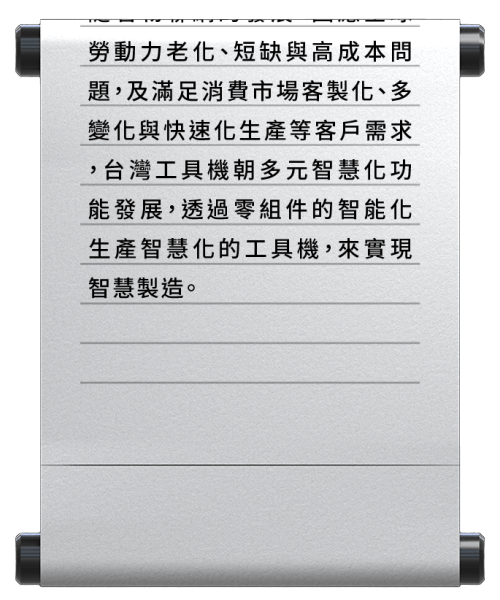 勞動力老化、短缺與高成本問
題，及滿足消費市場客製化、多
變化與快速化生產等客戶需求
，台灣工具機朝多元智慧化功
能發展，透過零組件的智能化
生產智慧化的工具機，來實現
智慧製造。